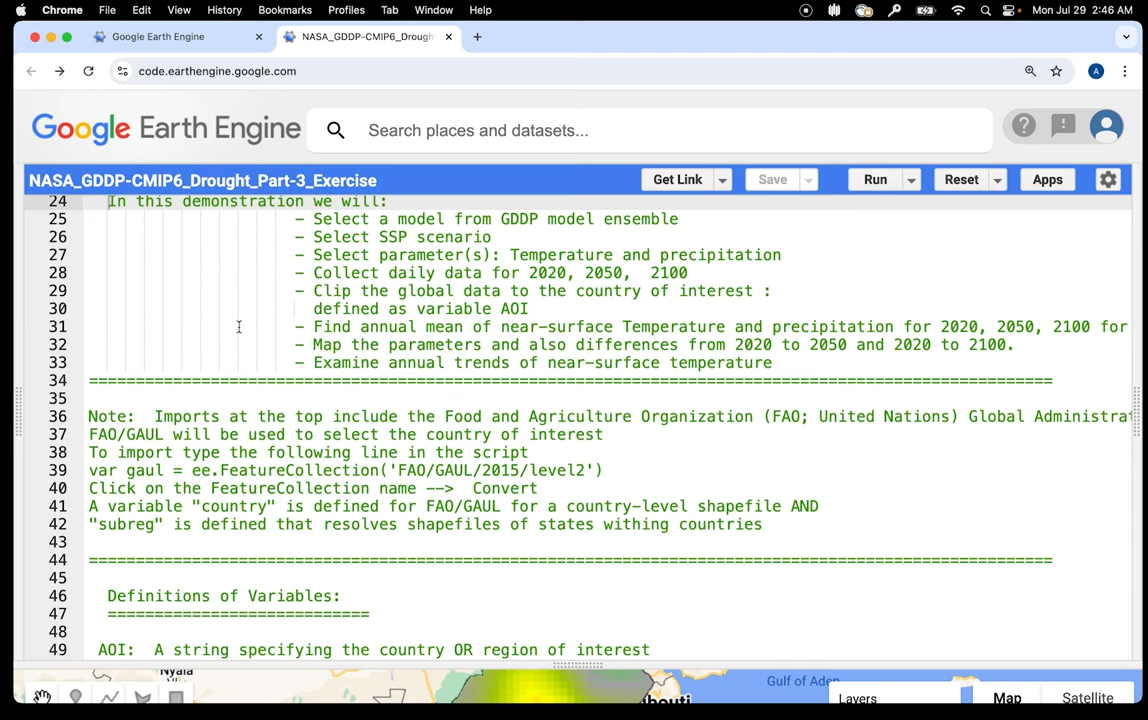 Chrome File Edit View History Bookmarks Profiles Tab Window Help Mon Jul 29 2:46 AM
Google Earth Engine NASA_GDDP-CMIP6_Drough
code.earthengine.google.com A
Google Earth Engine Search places and datasets...
NASA_GDDP-CMIP6_Drought_Part-3_Exercise Get Link Save Run Reset Apps
24 In this demonstration we will:
25 – Select a model from GDDP model ensemble
26 – Select SSP scenario
27 – Select parameter(s): Temperature and precipitation
28 – Collect daily data for 2020, 2050, 2100
29 – Clip the global data to the country of interest :
30 defined as variable AOI
31 – Find annual mean of near-surface Temperature and precipitation for 2020, 2050, 2100 for
32 – Map the parameters and also differences from 2020 to 2050 and 2020 to 2100.
33 – Examine annual trends of near-surface temperature
34 =======================================================================================================
35
36 Note: Imports at the top include the Food and Agriculture Organization (FAO; United Nations) Global Administrat
37 FAO/GAUL will be used to select the country of interest
38 To import type the following line in the script
39 var gaul = ee.FeatureCollection('FAO/GAUL/2015/level2')
40 Click on the FeatureCollection name --> Convert
41 A variable "country" is defined for FAO/GAUL for a country-level shapefile AND
42 "subreg" is defined that resolves shapefiles of states withing countries
43
44 =======================================================================================================
45
46 Definitions of Variables:
47 ============================
48
49 AOI: A string specifying the country OR region of interest
Nyala
Gulf of Aden
Layers Map Satellite